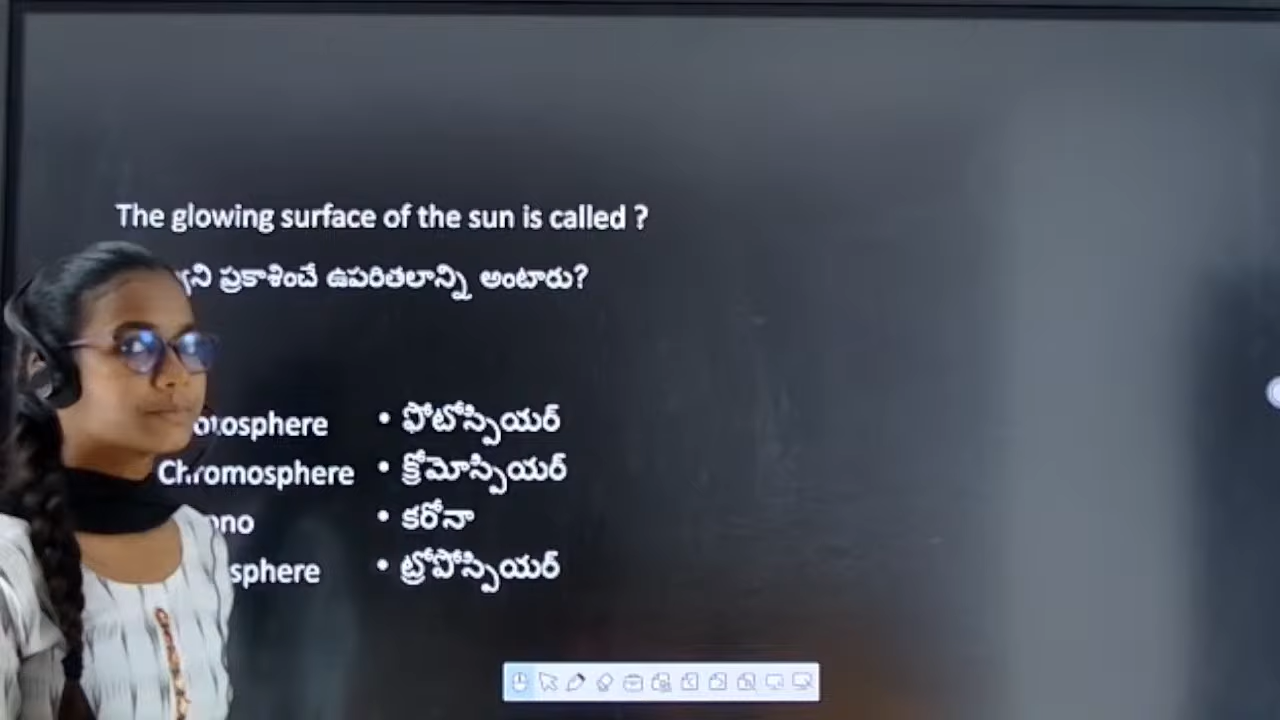 The glowing surface of the sun is called ?
ప్రకాశించే ఉపరితలాన్ని అంటారు?
• ఫోటోస్పియర్
Chromosphere • క్రోమోస్పియర్
• కరోనా
• ట్రోపోస్పియర్